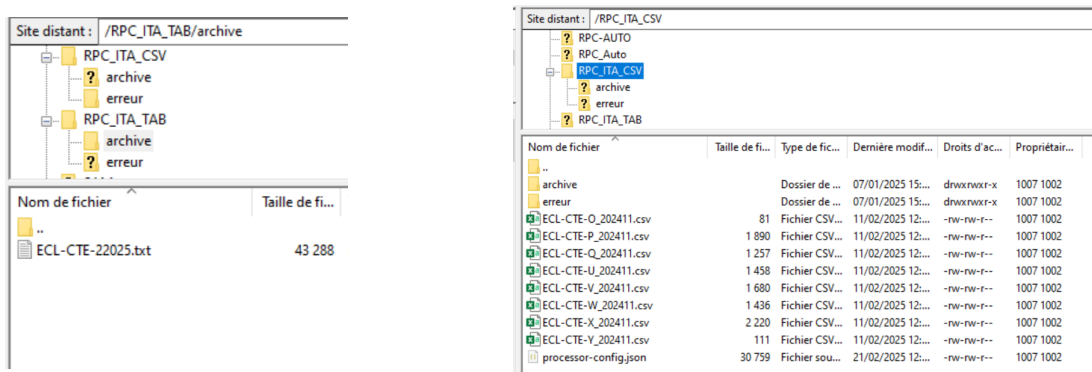 Site distant : /RPC_ITA_TAB/archive
RPC_ITA_CSV
archive
erreur
RPC_ITA_TAB
archive
erreur
Nom de fichier Taille de fi...
..
ECL-CTE-22025.txt 43 288
Site distant : /RPC_ITA_CSV
RPC-AUTO
RPC_Auto
RPC_ITA_CSV
archive
erreur
RPC_ITA_TAB
Nom de fichier Taille de fi... Type de fic... Dernière modif... Droits d'ac... Propriétair...
..
archive Dossier de ... 07/01/2025 15:... drwxrwxr-x 1007 1002
erreur Dossier de ... 07/01/2025 15:... drwxrwxr-x 1007 1002
ECL-CTE-O_202411.csv 81 Fichier CSV... 11/02/2025 12:... -rw-rw-r-- 1007 1002
ECL-CTE-P_202411.csv 1 890 Fichier CSV... 11/02/2025 12:... -rw-rw-r-- 1007 1002
ECL-CTE-Q_202411.csv 1 257 Fichier CSV... 11/02/2025 12:... -rw-rw-r-- 1007 1002
ECL-CTE-U_202411.csv 1 458 Fichier CSV... 11/02/2025 12:... -rw-rw-r-- 1007 1002
ECL-CTE-V_202411.csv 1 680 Fichier CSV... 11/02/2025 12:... -rw-rw-r-- 1007 1002
ECL-CTE-W_202411.csv 1 436 Fichier CSV... 11/02/2025 12:... -rw-rw-r-- 1007 1002
ECL-CTE-X_202411.csv 2 220 Fichier CSV... 11/02/2025 12:... -rw-rw-r-- 1007 1002
ECL-CTE-Y_202411.csv 111 Fichier CSV... 11/02/2025 12:... -rw-rw-r-- 1007 1002
processor-config.json 30 759 Fichier sou... 21/02/2025 12:... -rw-rw-r-- 1007 1002